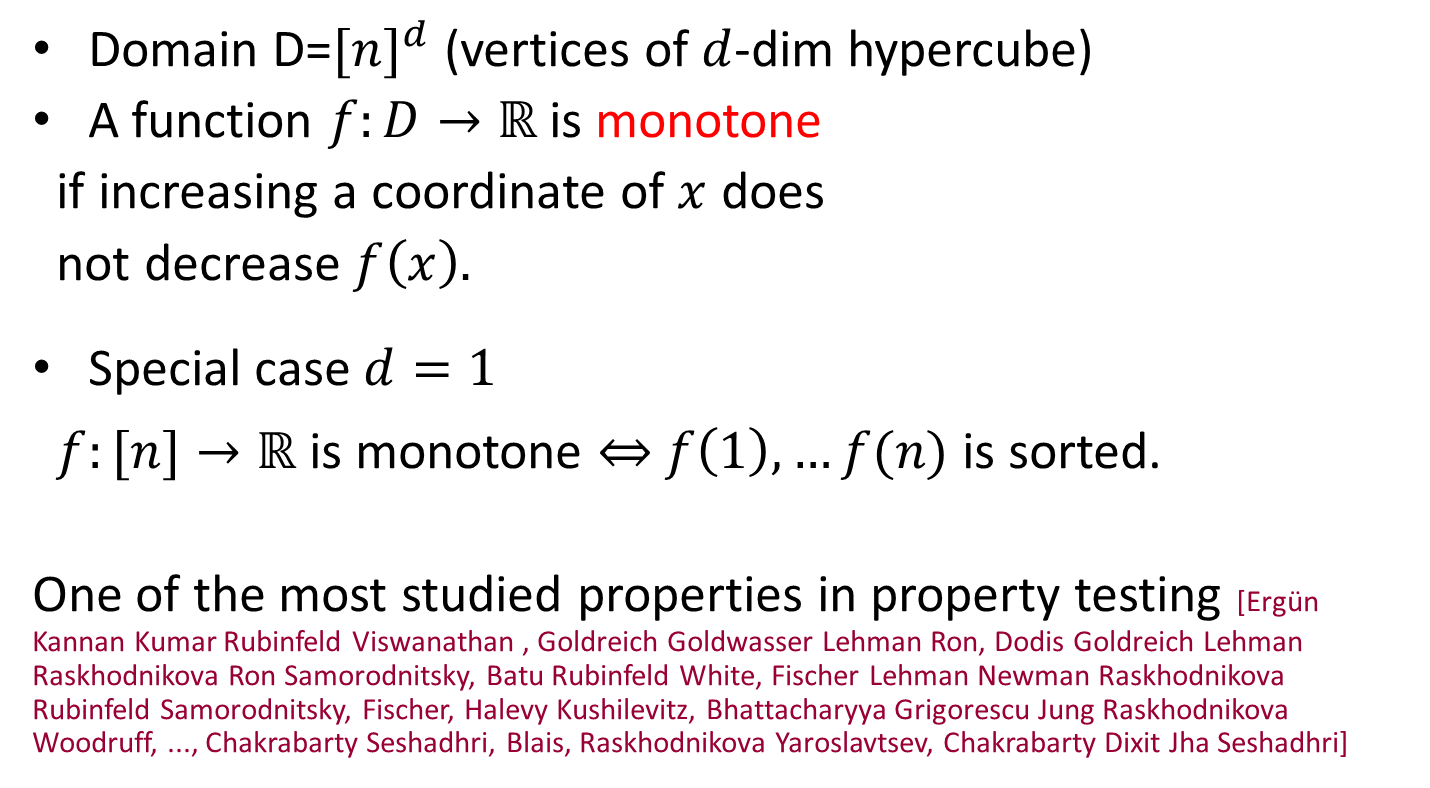 • Domain D=[𝑛]ᵈ (vertices of 𝑑-dim hypercube)
• A function 𝑓: 𝐷 → ℝ is monotone
if increasing a coordinate of 𝑥 does
not decrease 𝑓(𝑥).
• Special case 𝑑 = 1
𝑓: [𝑛] → ℝ is monotone ⇔ 𝑓(1), … 𝑓(𝑛) is sorted.
One of the most studied properties in property testing [Ergün
Kannan Kumar Rubinfeld Viswanathan , Goldreich Goldwasser Lehman Ron, Dodis Goldreich Lehman
Raskhodnikova Ron Samorodnitsky, Batu Rubinfeld White, Fischer Lehman Newman Raskhodnikova
Rubinfeld Samorodnitsky, Fischer, Halevy Kushilevitz, Bhattacharyya Grigorescu Jung Raskhodnikova
Woodruff, ..., Chakrabarty Seshadhri, Blais, Raskhodnikova Yaroslavtsev, Chakrabarty Dixit Jha Seshadhri]